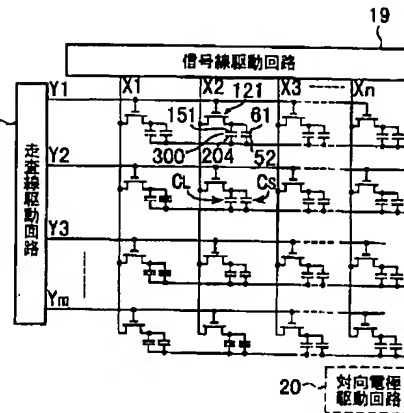 19
信号線駆動回路
X1 X2 X3 Xn
Y1
121
151 61
300 204 52
走査線駆動回路
Y2
CL Cs
Y3
Ym
20 対向電極
駆動回路